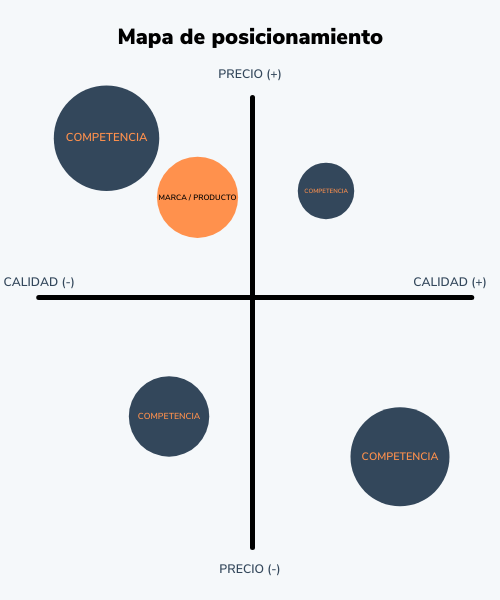 Mapa de posicionamiento
PRECIO (+)
COMPETENCIA
COMPETENCIA
MARCA / PRODUCTO
CALIDAD (-)
CALIDAD (+)
COMPETENCIA
COMPETENCIA
PRECIO (-)